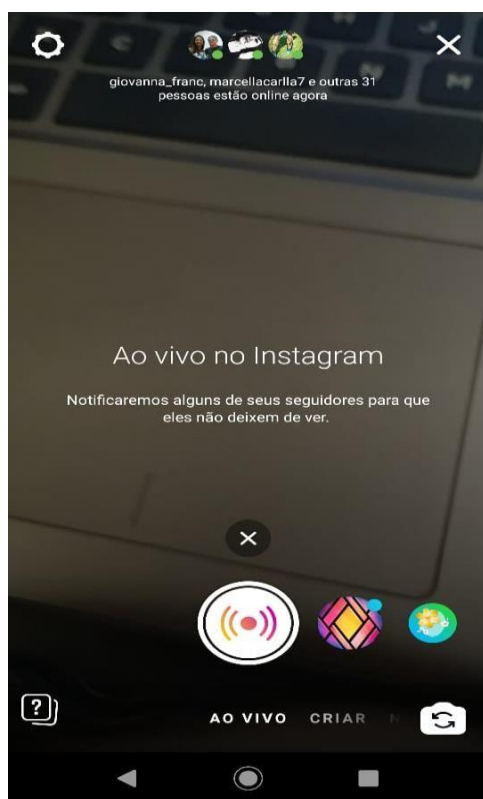 giovanna_franc, marcellacarlla7 e outras 31
pessoas estão online agora
Ao vivo no Instagram
Notificaremos alguns de seus seguidores para que
eles não deixem de ver.
?
AO VIVO CRIAR